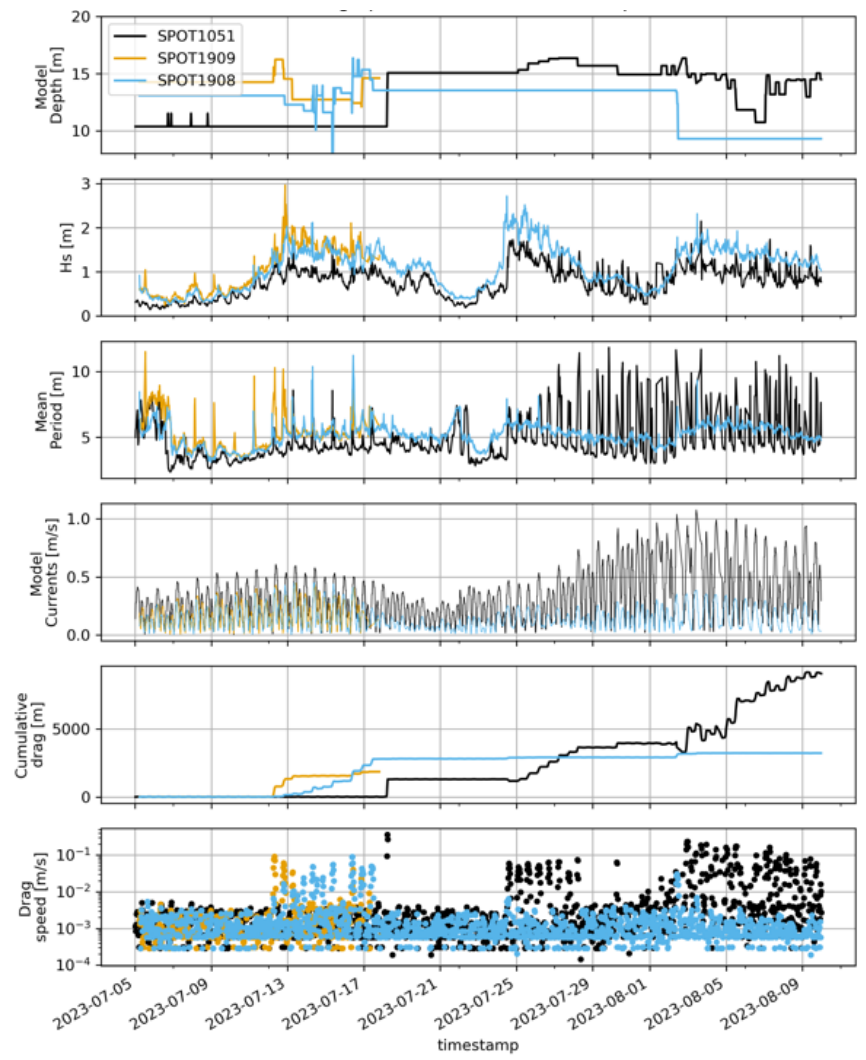 SPOT1051
SPOT1909
SPOT1908
Model
Depth [m]
20
15
10
Hs [m]
3
2
1
0
Mean
Period [m]
10
5
Model
Currents [m/s]
1.0
0.5
0.0
Cumulative
drag [m]
5000
0
Drag
speed [m/s]
10⁻¹
10⁻²
10⁻³
10⁻⁴
2023-07-05
2023-07-09
2023-07-13
2023-07-17
2023-07-21
2023-07-25
2023-07-29
2023-08-01
2023-08-05
2023-08-09
timestamp